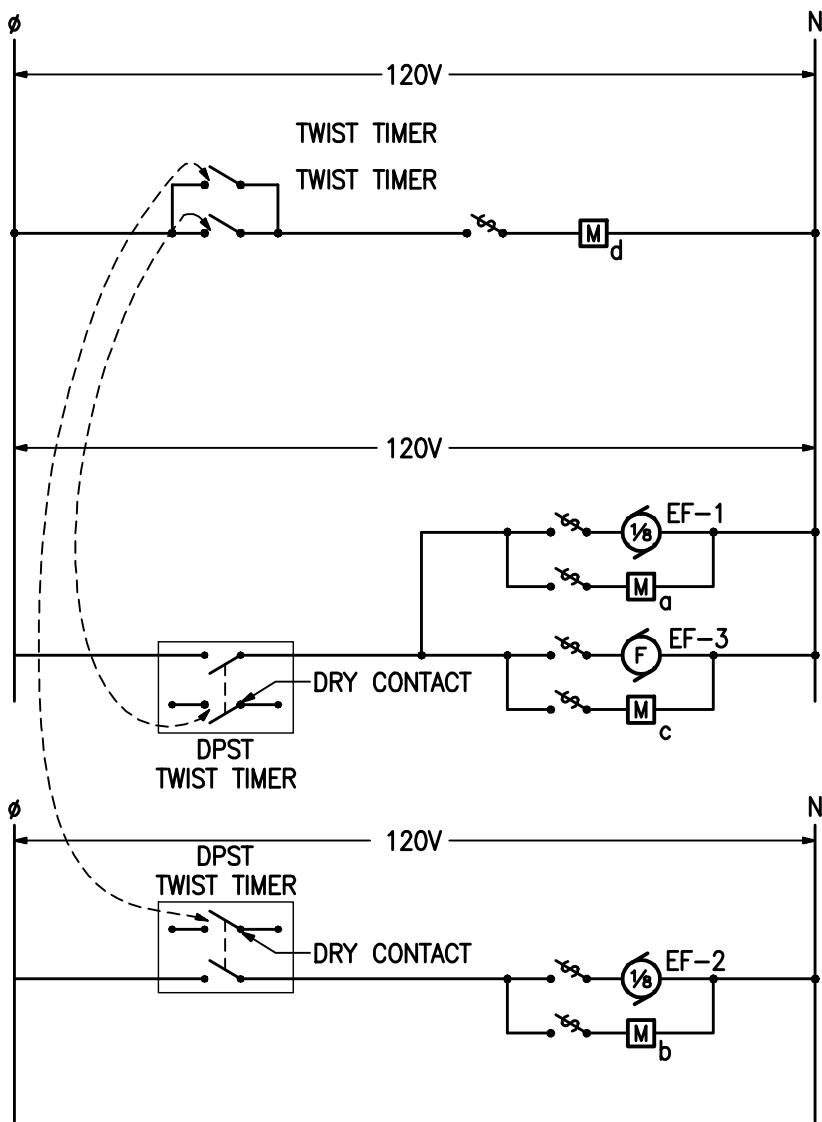 ø N
120V
TWIST TIMER
TWIST TIMER
M d
120V
1/8 EF-1
M a
F EF-3
DRY CONTACT
M c
DPST
TWIST TIMER
ø N
120V
DPST
TWIST TIMER
DRY CONTACT
1/8 EF-2
M b